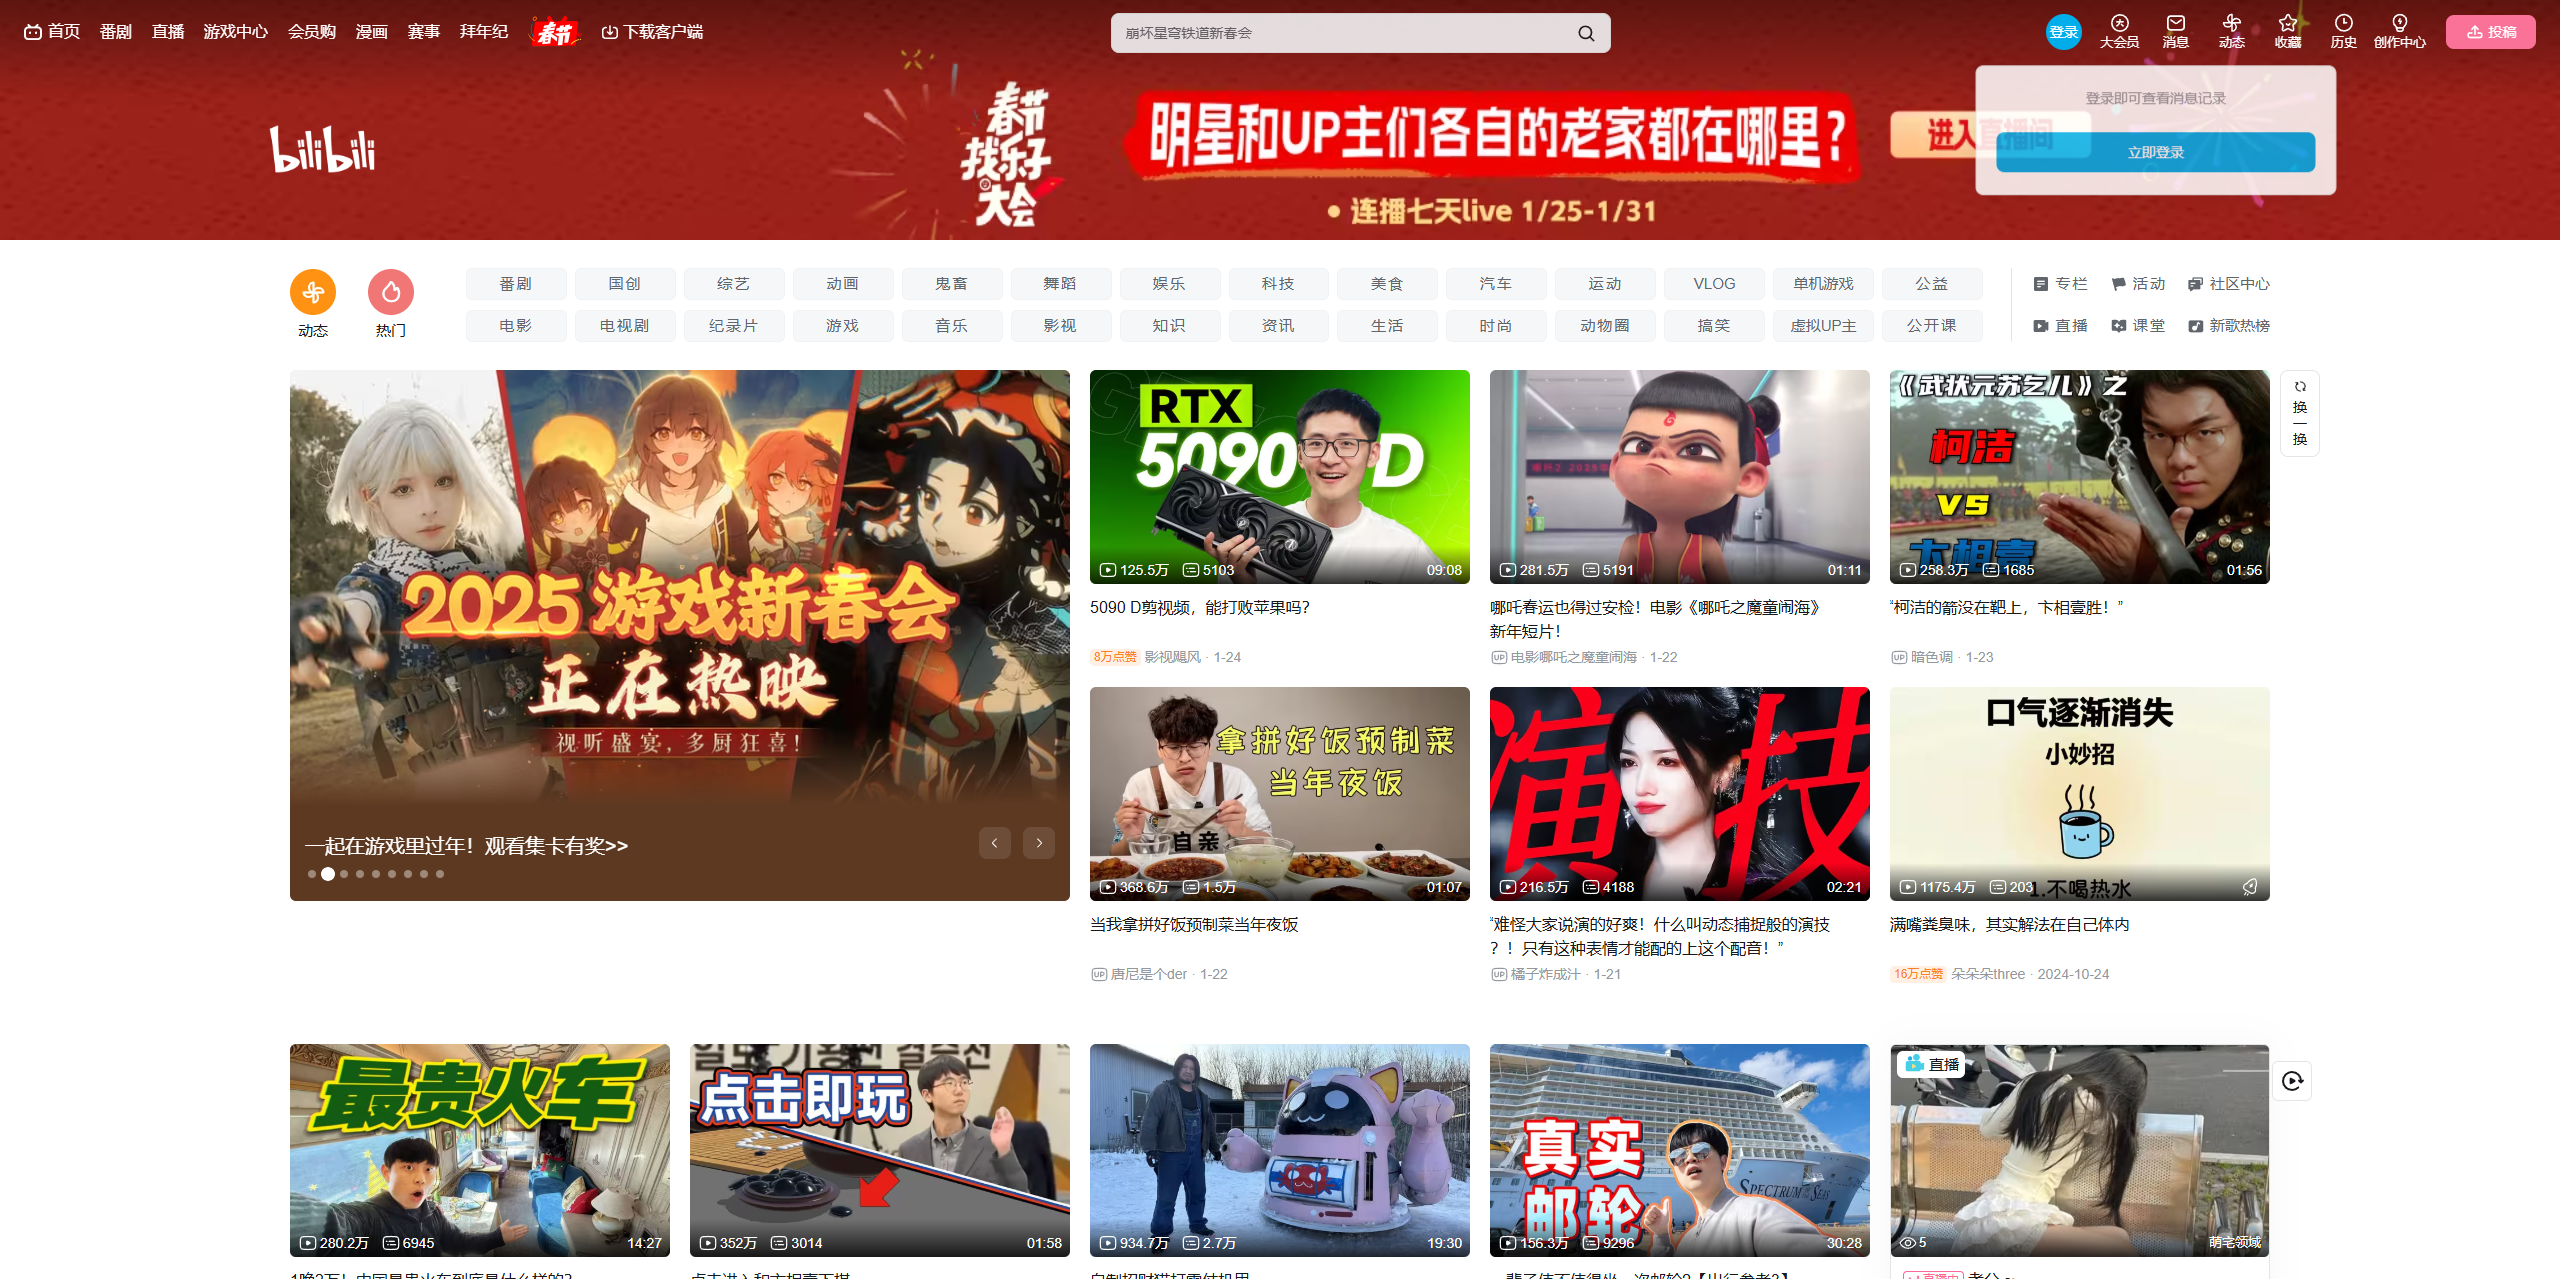 首页 番剧 直播 游戏中心 会员购 漫画 赛事 拜年纪 春节 下载客户端
崩坏星穹铁道新春会
登录 大会员 消息 动态 收藏 历史 创作中心 投稿
bilibili
春节
找乐子
大会
明星和UP主们各自的老家都在哪里?
• 连播七天live 1/25-1/31
进入直播间
登录即可查看消息记录
立即登录
动态 热门
番剧 国创 综艺 动画 鬼畜 舞蹈 娱乐 科技 美食 汽车 运动 VLOG 单机游戏 公益
电影 电视剧 纪录片 游戏 音乐 影视 知识 资讯 生活 时尚 动物圈 搞笑 虚拟UP主 公开课
专栏 活动 社区中心
直播 课堂 新歌热榜
2025 游戏新春会
正在热映
视听盛宴,多厨狂喜!
一起在游戏里过年!观看集卡有奖>>
RTX
5090 D
125.5万 5103 09:08
5090 D剪视频,能打败苹果吗?
8万点赞 影视飓风 · 1-24
281.5万 5191 01:11
哪吒春运也得过安检!电影《哪吒之魔童闹海》
新年短片!
电影哪吒之魔童闹海 · 1-22
《武状元苏乞儿》之
柯洁
VS
卞相壹
258.3万 1685 01:56
“柯洁的箭没在靶上,卞相壹胜!”
暗色调 · 1-23
换
一
换
拿拼好饭预制菜
当年夜饭
自亲
368.6万 1.5万 01:07
当我拿拼好饭预制菜当年夜饭
唐尼是个der · 1-22
演技
216.5万 4188 02:21
“难怪大家说演的好爽!什么叫动态捕捉般的演技
?!只有这种表情才能配的上这个配音!”
橘子炸成汁 · 1-21
口气逐渐消失
小妙招
1.不喝热水
1175.4万 203
满嘴粪臭味,其实解法在自己体内
16万点赞 朵朵朵three · 2024-10-24
最贵火车
280.2万 6945 14:27
点击即玩
352万 3014 01:58
934.7万 2.7万 19:30
真实
邮轮
SPECTRUM OF THE SEAS
156.3万 9296 30:28
直播
5 萌宅领域